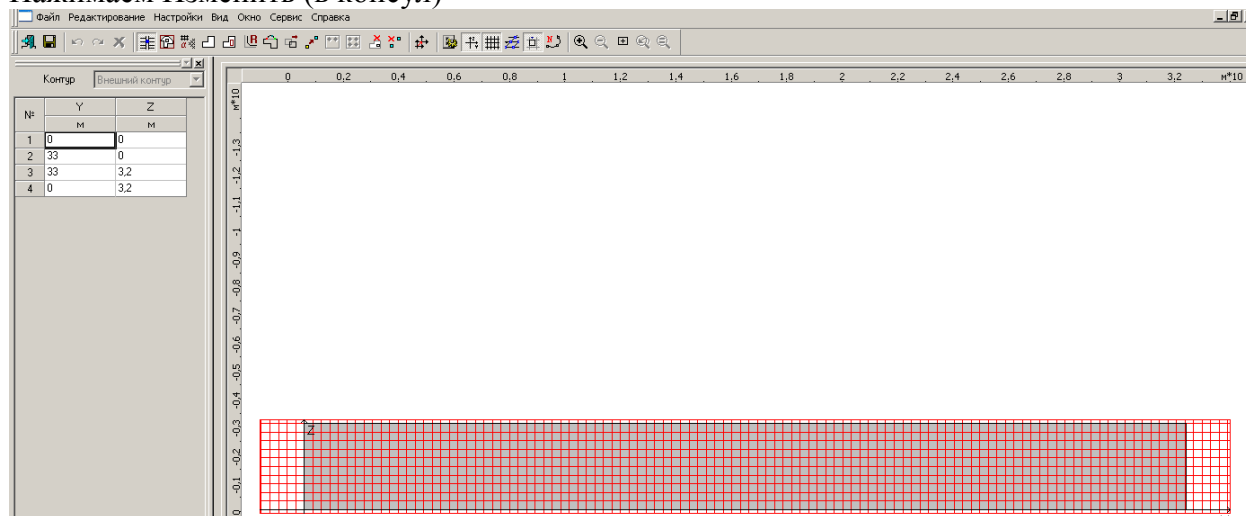 Нажимаем Изменить (в консул)
Файл Редактирование Настройки Вид Окно Сервис Справка
Контур Внешний контур
№ Y Z
м м
1 0 0
2 33 0
3 33 3,2
4 0 3,2
0 0,2 0,4 0,6 0,8 1 1,2 1,4 1,6 1,8 2 2,2 2,4 2,6 2,8 3 3,2 м*10
м*10
-1,3
-1,2
-1,1
-1
-0,9
-0,8
-0,7
-0,6
-0,5
-0,4
-0,3
-0,2
-0,1
0
Z